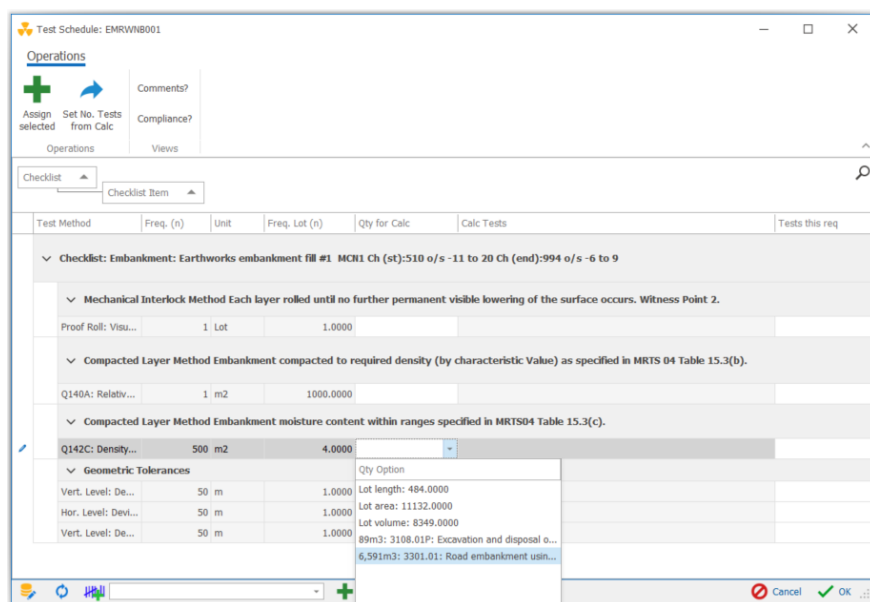 Test Schedule: EMRWNB001
Operations
Assign selected
Set No. Tests from Calc
Comments?
Compliance?
Operations
Views
Checklist
Checklist Item
Test Method Freq. (n) Unit Freq. Lot (n) Qty for Calc Calc Tests Tests this req
Checklist: Embankment: Earthworks embankment fill #1 MCN1 Ch (st):510 o/s -11 to 20 Ch (end):994 o/s -6 to 9
Mechanical Interlock Method Each layer rolled until no further permanent visible lowering of the surface occurs. Witness Point 2.
Proof Roll: Visu... 1 Lot 1.0000
Compacted Layer Method Embankment compacted to required density (by characteristic Value) as specified in MRTS 04 Table 15.3(b).
Q140A: Relativ... 1 m2 1000.0000
Compacted Layer Method Embankment moisture content within ranges specified in MRTS04 Table 15.3(c).
Q142C: Density... 500 m2 4.0000
Geometric Tolerances
Vert. Level: De... 50 m 1.0000
Hor. Level: Devi... 50 m 1.0000
Vert. Level: De... 50 m 1.0000
Qty Option
Lot length: 484.0000
Lot area: 11132.0000
Lot volume: 8349.0000
89m3: 3108.01P: Excavation and disposal o...
6,591m3: 3301.01: Road embankment usin...
Cancel OK